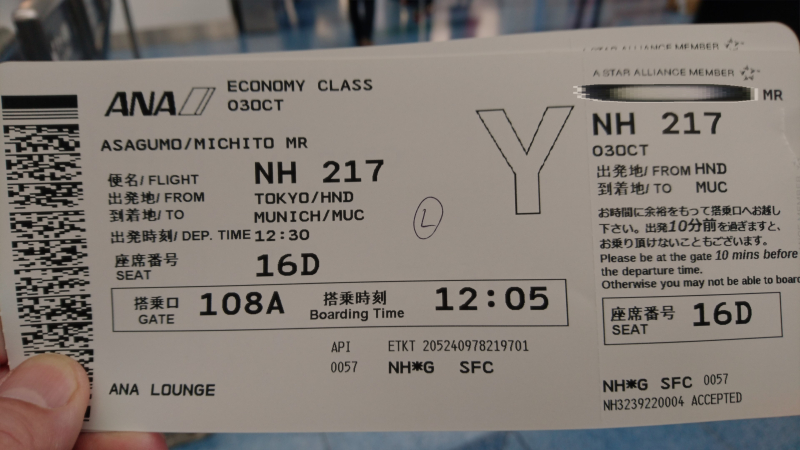 ANA
ECONOMY CLASS
03OCT
ASAGUMO/MICHITO MR
便名/ FLIGHT NH 217
出発地/ FROM TOKYO/HND
到着地/ TO MUNICH/MUC
出発時刻/ DEP. TIME 12:30
座席番号
SEAT 16D
搭乗口
GATE 108A
搭乗時刻
Boarding Time 12:05
API ETKT 205240978219701
0057 NH*G SFC
ANA LOUNGE
Y
L
A STAR ALLIANCE MEMBER
A STAR ALLIANCE MEMBER
MR
NH 217
03OCT
出発地/ FROM HND
到着地/ TO MUC
お時間に余裕をもって搭乗口へお越し
下さい。出発10分前を過ぎますと、
お乗り頂けないこともございます。
Please be at the gate 10 mins before
the departure time.
Otherwise you may not be able to
座席番号
SEAT 16D
NH*G SFC 0057
NH3239220004 ACCEPTED